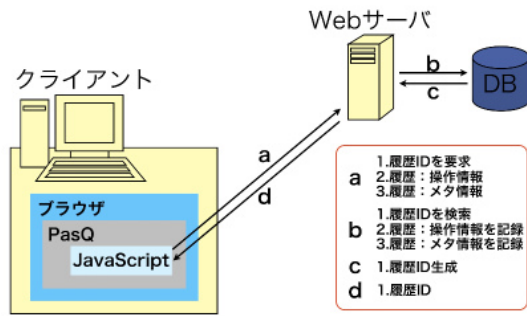 Webサーバ
クライアント
b
c
DB
a
d
ブラウザ
PasQ
JavaScript
a
1.履歴IDを要求
2.履歴：操作情報
3.履歴：メタ情報
b
1.履歴IDを検索
2.履歴：操作情報を記録
3.履歴：メタ情報を記録
c 1.履歴ID生成
d 1.履歴ID